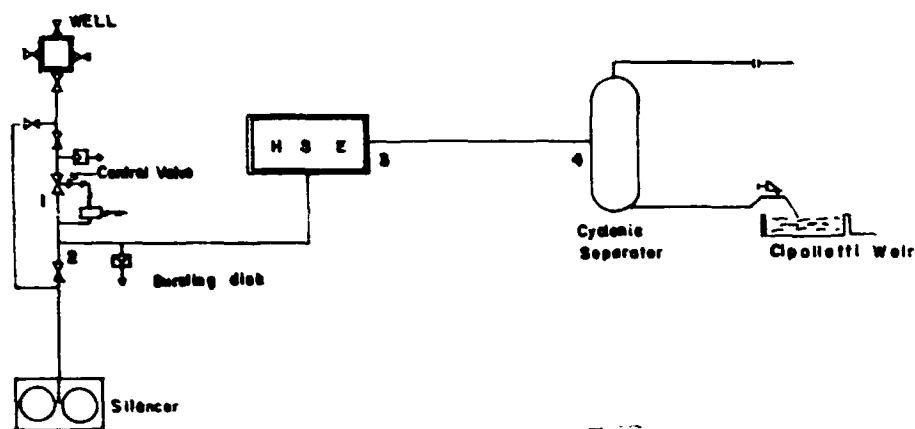 WELL
H S E
3
4
Control Valve
1
2
Bursting disk
Cyclonic
Separator
Cipolletti Weir
Silencer